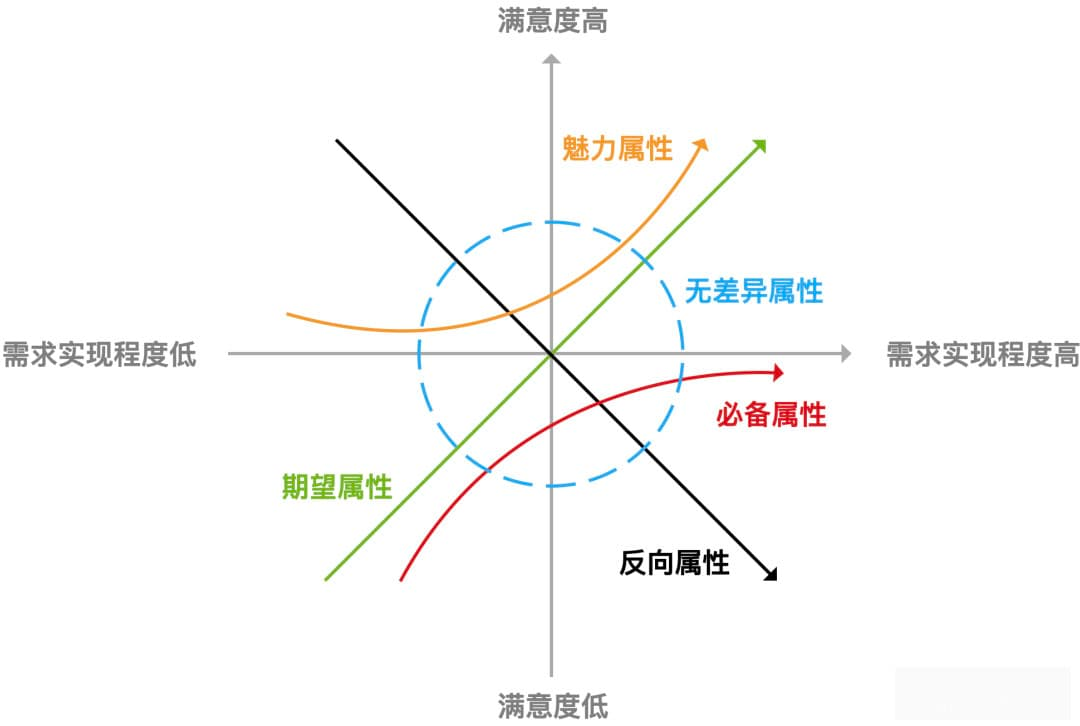 满意度高
魅力属性
无差异属性
需求实现程度低
需求实现程度高
必备属性
期望属性
反向属性
满意度低